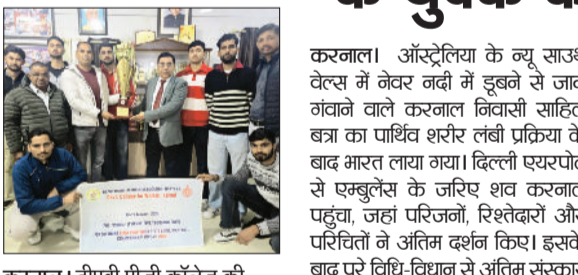 के युवक क
करनाल। ऑस्ट्रेलिया के न्यू साउथ
वेल्स में नेवर नदी में डूबने से जान
गंवाने वाले करनाल निवासी साहित
बत्रा का पार्थिव शरीर लंबी प्रक्रिया के
बाद भारत लाया गया। दिल्ली एयरपोर्ट
से एम्बुलेंस के जरिए शव करनाल
पहुंचा, जहां परिजनों, रिश्तेदारों और
परिचितों ने अंतिम दर्शन किए। इसके
बाद पूरे विधि-विधान से अंतिम संस्कार
करनाल। डीएवी पीजी कॉलेज की